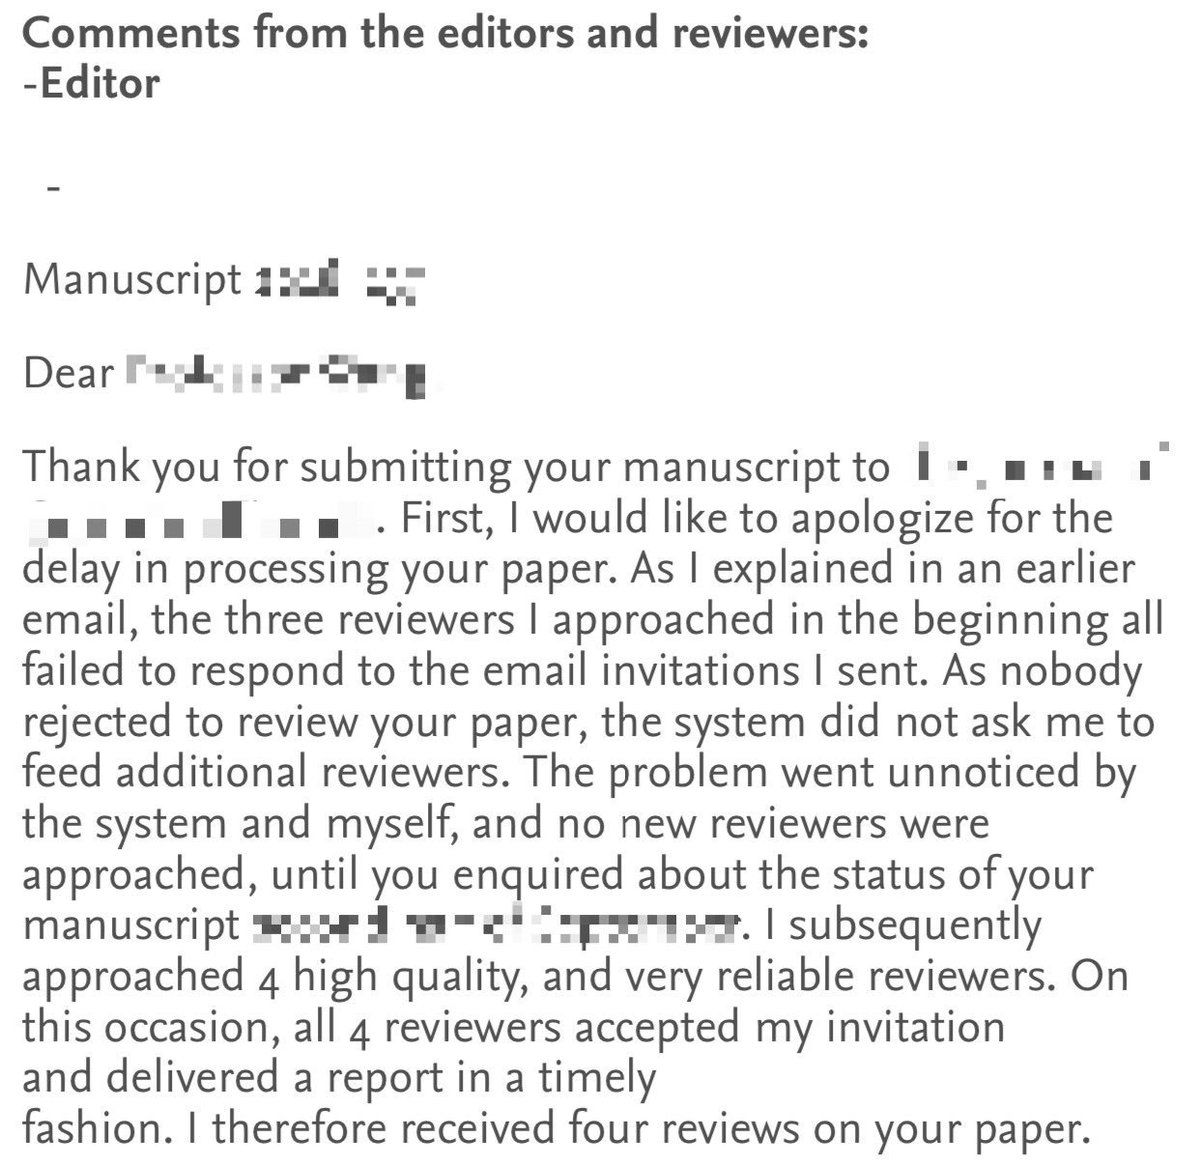 Comments from the editors and reviewers:
-Editor
-
Manuscript
Dear
Thank you for submitting your manuscript to
. First, I would like to apologize for the
delay in processing your paper. As I explained in an earlier
email, the three reviewers I approached in the beginning all
failed to respond to the email invitations I sent. As nobody
rejected to review your paper, the system did not ask me to
feed additional reviewers. The problem went unnoticed by
the system and myself, and no new reviewers were
approached, until you enquired about the status of your
manuscript . I subsequently
approached 4 high quality, and very reliable reviewers. On
this occasion, all 4 reviewers accepted my invitation
and delivered a report in a timely
fashion. I therefore received four reviews on your paper.